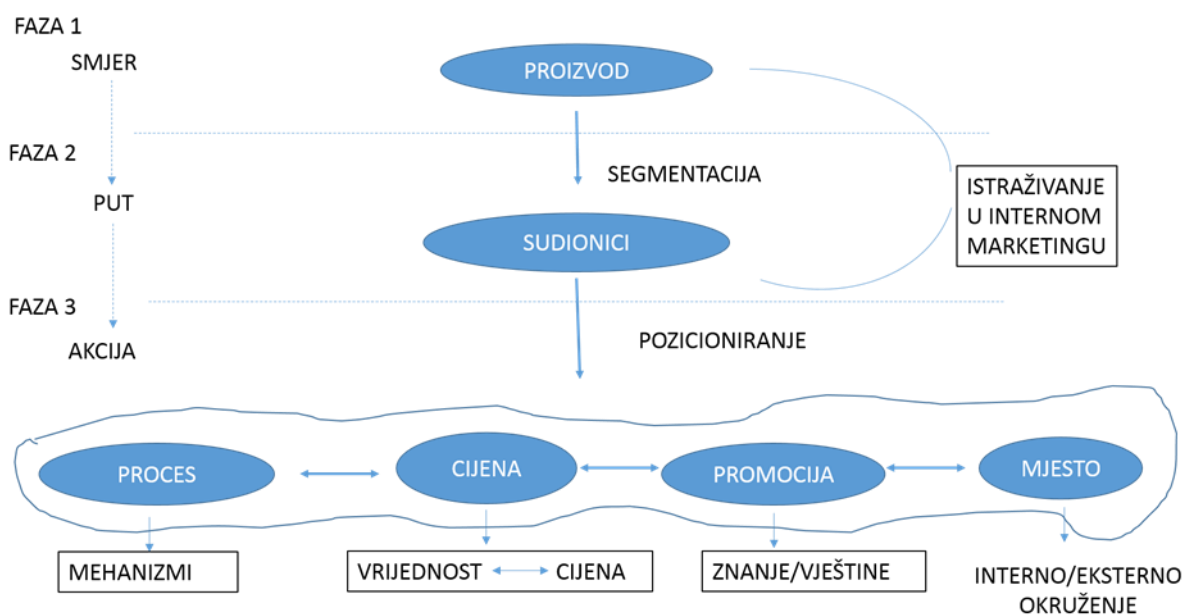 FAZA 1
SMJER
PROIZVOD
FAZA 2
SEGMENTACIJA
PUT
ISTRAŽIVANJE
U INTERNOM
MARKETINGU
SUDIONICI
FAZA 3
POZICIONIRANJE
AKCIJA
PROCES
CIJENA
PROMOCIJA
MJESTO
MEHANIZMI
VRIJEDNOST CIJENA
ZNANJE/VJEŠTINE
INTERNO/EKSTERNO
OKRUŽENJE